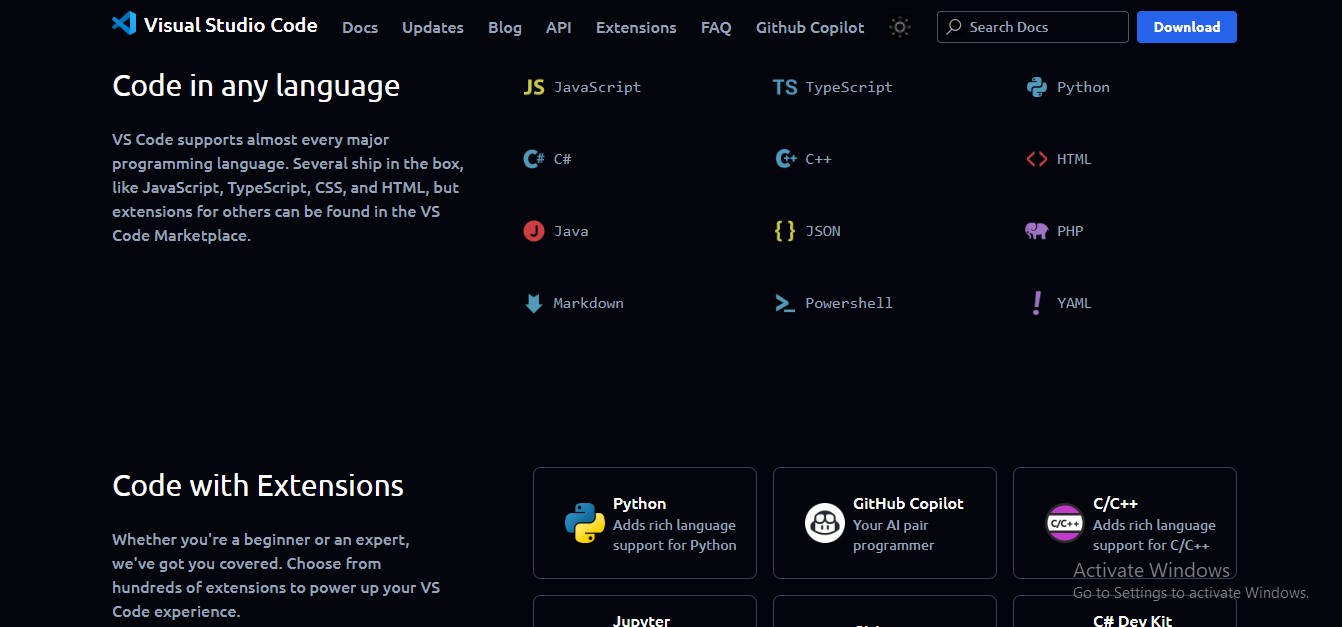 Visual Studio Code Docs Updates Blog API Extensions FAQ Github Copilot Search Docs Download
Code in any language
VS Code supports almost every major
programming language. Several ship in the box,
like JavaScript, TypeScript, CSS, and HTML, but
extensions for others can be found in the VS
Code Marketplace.
JS JavaScript TS TypeScript Python
C# C# C++ C++ <> HTML
J Java { } JSON PHP
Markdown >_ Powershell ! YAML
Code with Extensions
Whether you're a beginner or an expert,
we've got you covered. Choose from
hundreds of extensions to power up your VS
Code experience.
Python
Adds rich language
support for Python
GitHub Copilot
Your AI pair
programmer
C/C++
C/C++
Adds rich language
support for C/C++
Jupyter
C# Dev Kit
Activate Windows
Go to Settings to activate Windows.